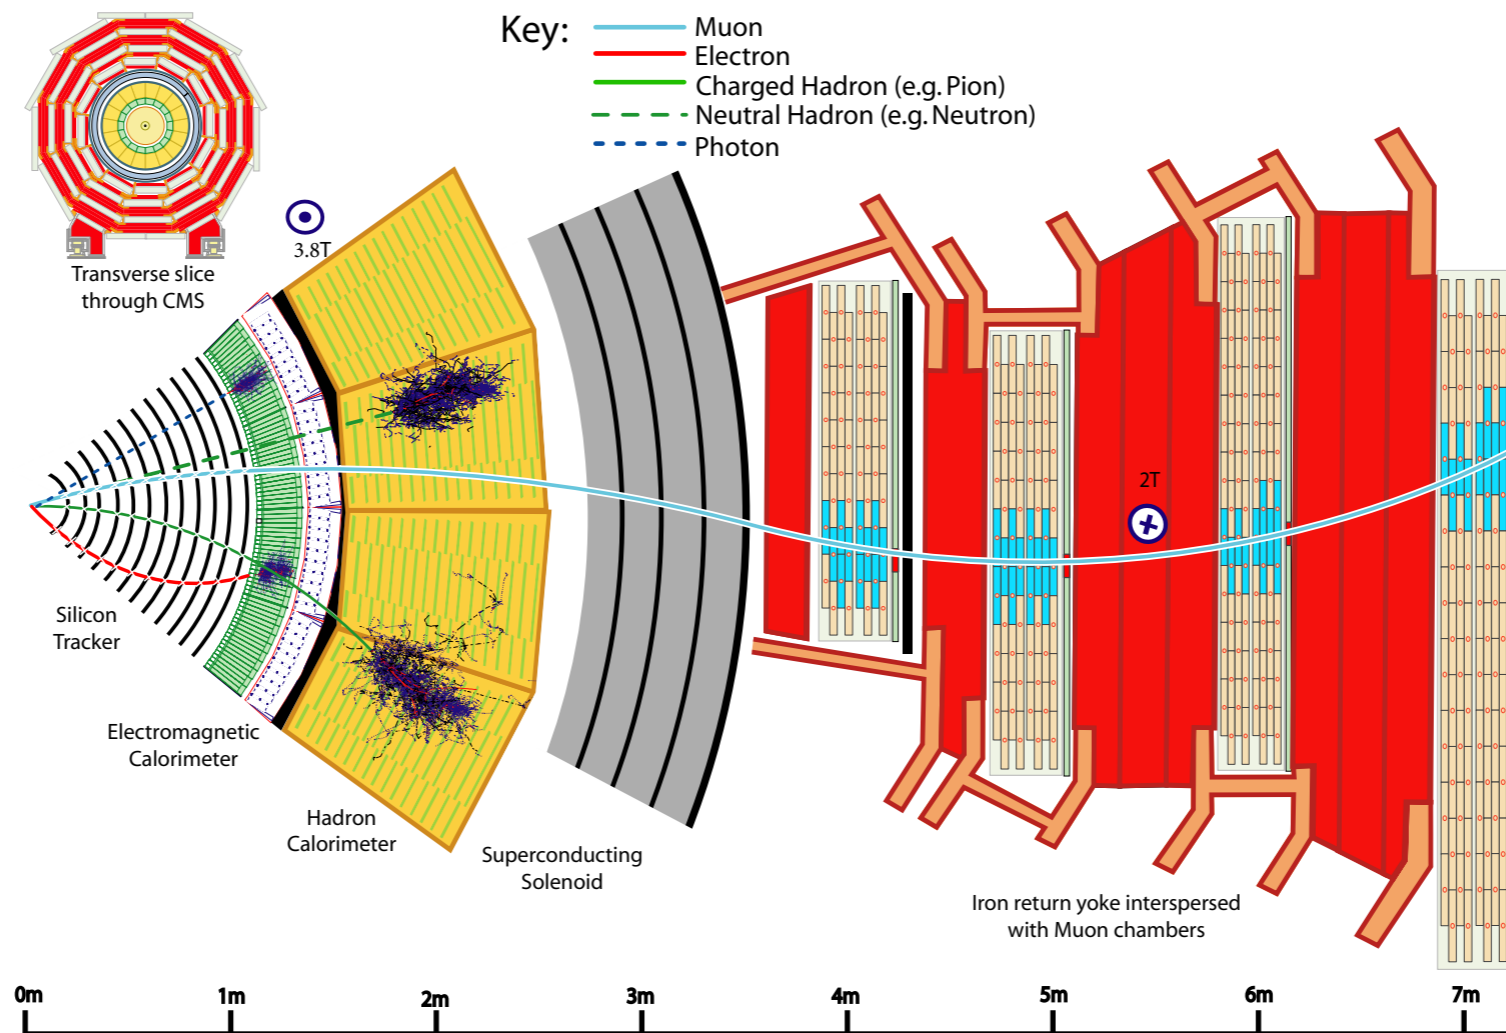 Key:
Muon
Electron
Charged Hadron (e.g. Pion)
Neutral Hadron (e.g. Neutron)
Photon
3.8T
Transverse slice
through CMS
2T
Silicon
Tracker
Electromagnetic
Calorimeter
Hadron
Calorimeter
Superconducting
Solenoid
Iron return yoke interspersed
with Muon chambers
0m
1m
2m
3m
4m
5m
6m
7m